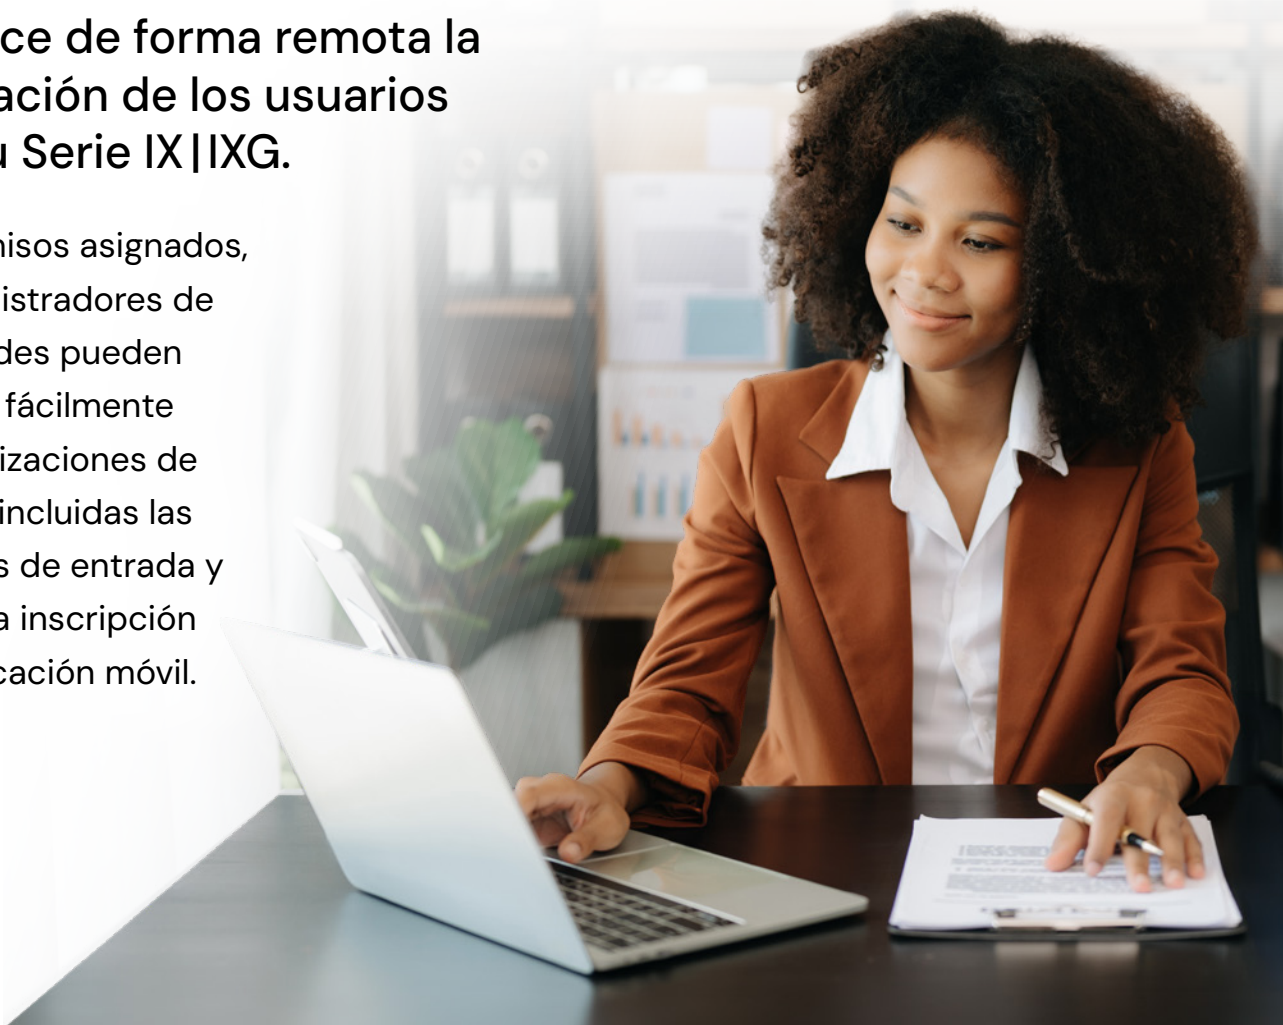 ce de forma remota la
ación de los usuarios
u Serie IX|IXG.
nisos asignados,
istradores de
des pueden
fácilmente
izaciones de
incluidas las
s de entrada y
a inscripción
cación móvil.